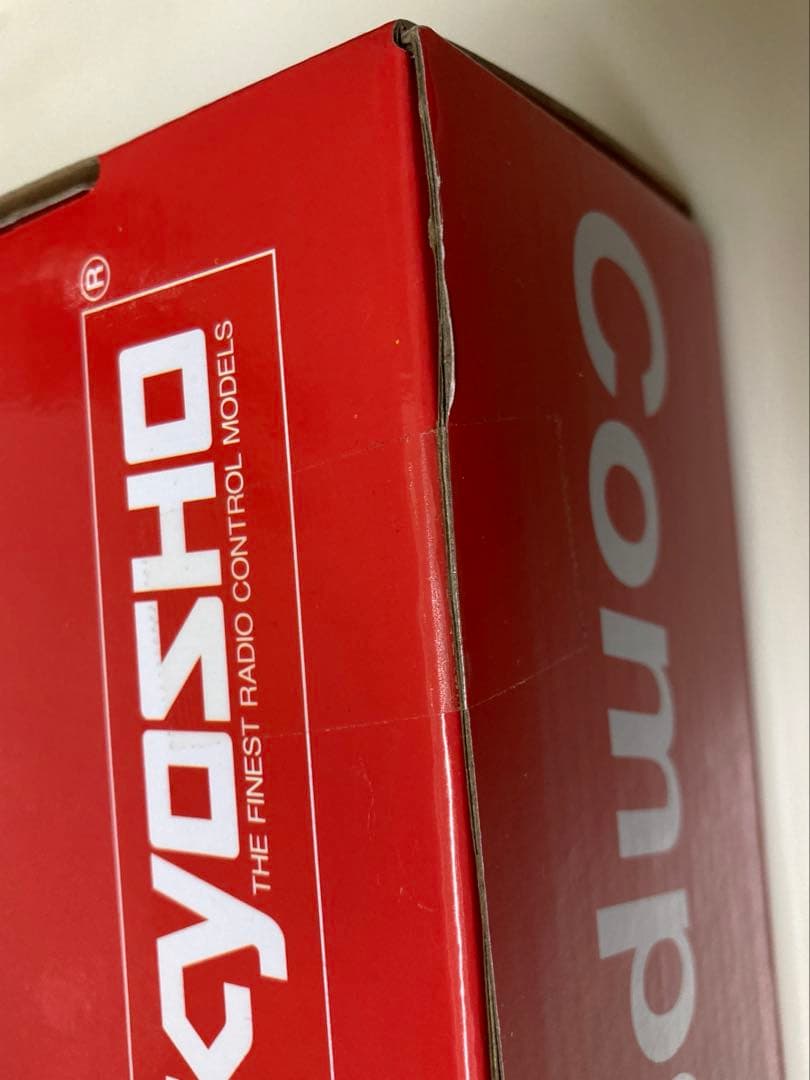 KYOSHO®
THE FINEST RADIO CONTROL MODELS
Comp